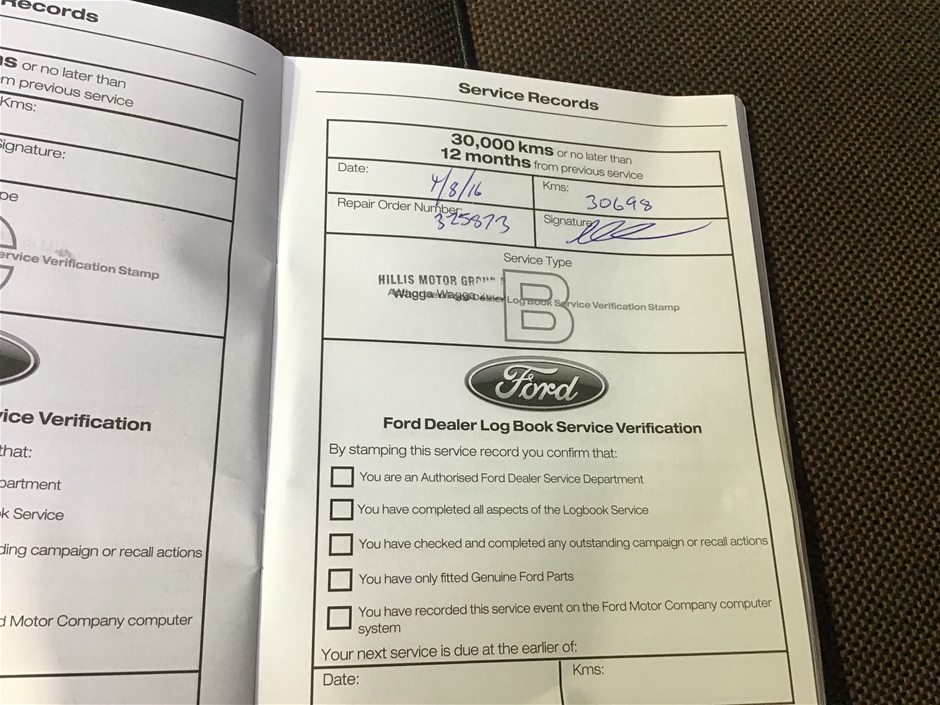 Records
ns or no later than
m previous service
Kms:
Signature:
pe
ervice Verification Stamp
vice Verification
that:
partment
k Service
ding campaign or recall actions
d Motor Company computer
Service Records
30,000 kms or no later than
12 months from previous service
Date: 4/8/16
Kms: 30698
Repair Order Number: 325873
Signature
Service Type
HILLIS MOTOR GR
Wagga Wagga Dealer Log Book Service Verification Stamp
B
Ford
Ford Dealer Log Book Service Verification
By stamping this service record you confirm that:
You are an Authorised Ford Dealer Service Department
You have completed all aspects of the Logbook Service
You have checked and completed any outstanding campaign or recall actions
You have only fitted Genuine Ford Parts
You have recorded this service event on the Ford Motor Company computer
system
Your next service is due at the earlier of:
Date:
Kms: